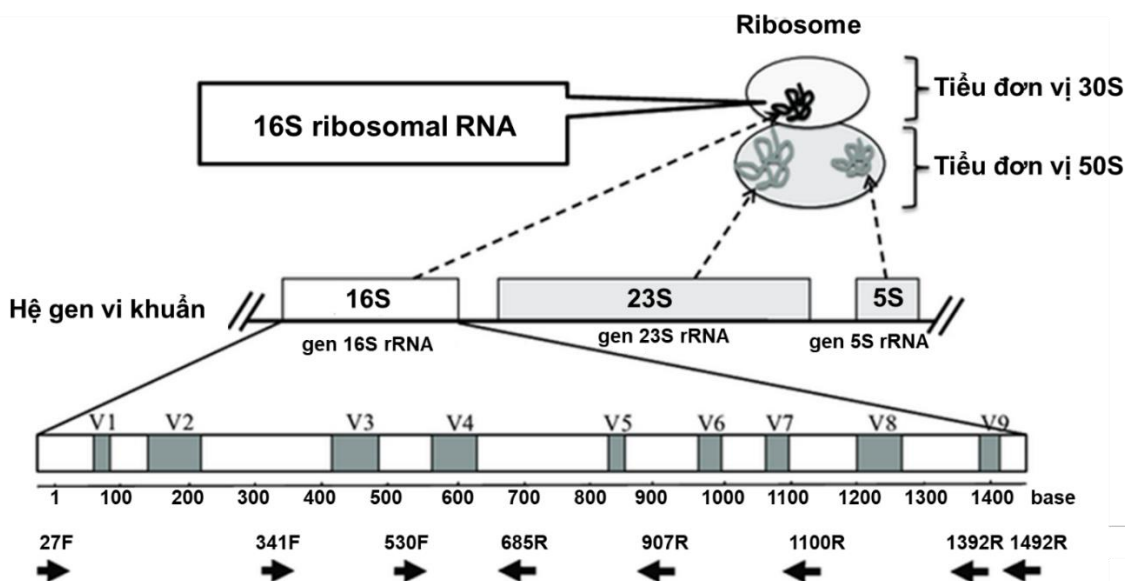 Ribosome
16S ribosomal RNA
Tiểu đơn vị 30S
Tiểu đơn vị 50S
Hệ gen vi khuẩn
16S
23S
5S
gen 16S rRNA
gen 23S rRNA
gen 5S rRNA
V1 V2 V3 V4 V5 V6 V7 V8 V9
1 100 200 300 400 500 600 700 800 900 1000 1100 1200 1300 1400 base
27F 341F 530F 685R 907R 1100R 1392R 1492R